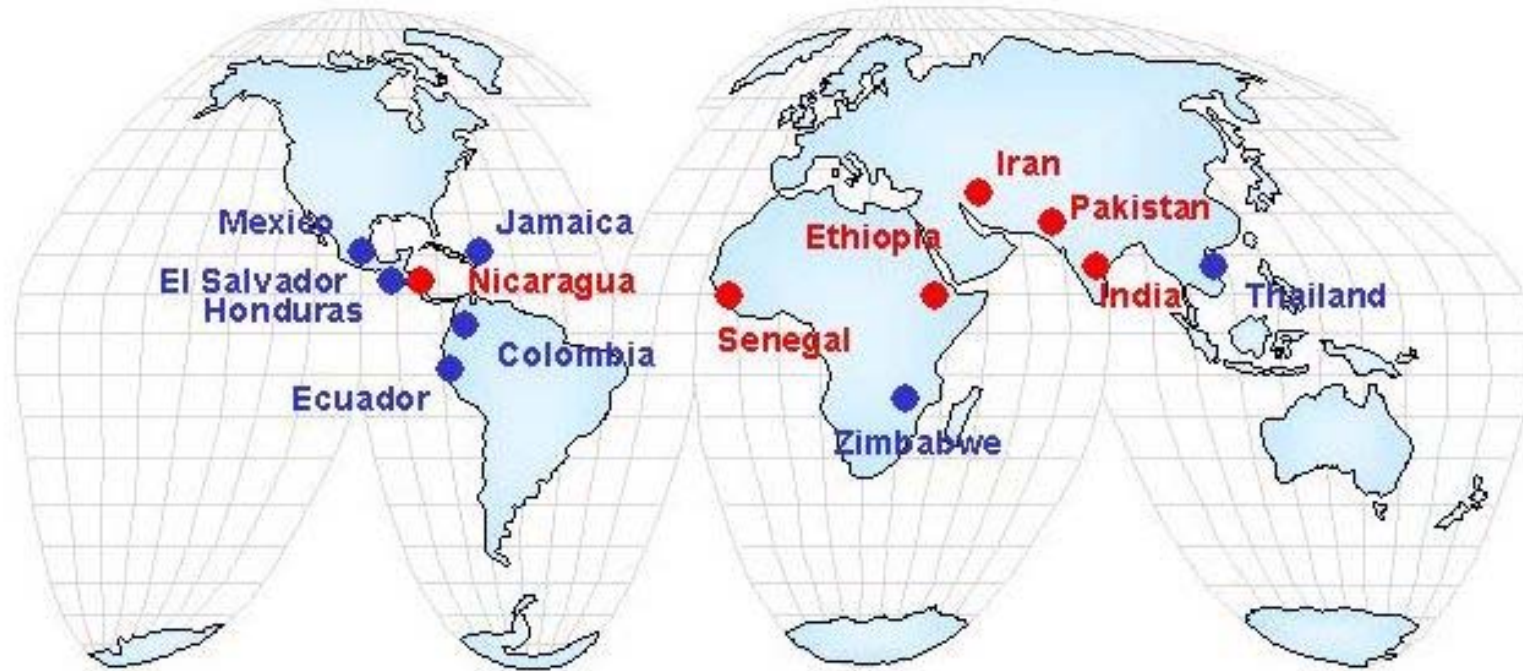 Iran
Mexico
Jamaica
Pakistan
Ethiopia
El Salvador
Nicaragua
India
Thailand
Honduras
Senegal
Colombia
Ecuador
Zimbabwe